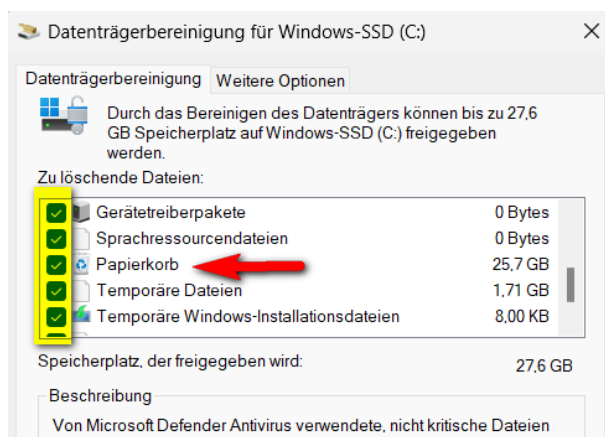 Datenträgerbereinigung für Windows-SSD (C:)
Datenträgerbereinigung Weitere Optionen
Durch das Bereinigen des Datenträgers können bis zu 27,6
GB Speicherplatz auf Windows-SSD (C:) freigegeben
werden.
Zu löschende Dateien:
Gerätetreiberpakete 0 Bytes
Sprachressourcendateien 0 Bytes
Papierkorb 25,7 GB
Temporäre Dateien 1,71 GB
Temporäre Windows-Installationsdateien 8,00 KB
Speicherplatz, der freigegeben wird: 27,6 GB
Beschreibung
Von Microsoft Defender Antivirus verwendete, nicht kritische Dateien